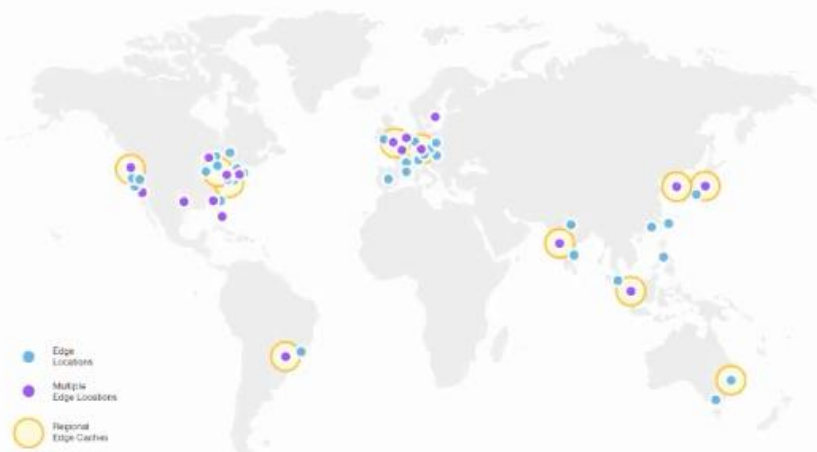 Edge
Locations
Multiple
Edge Locations
Regional
Edge Caches